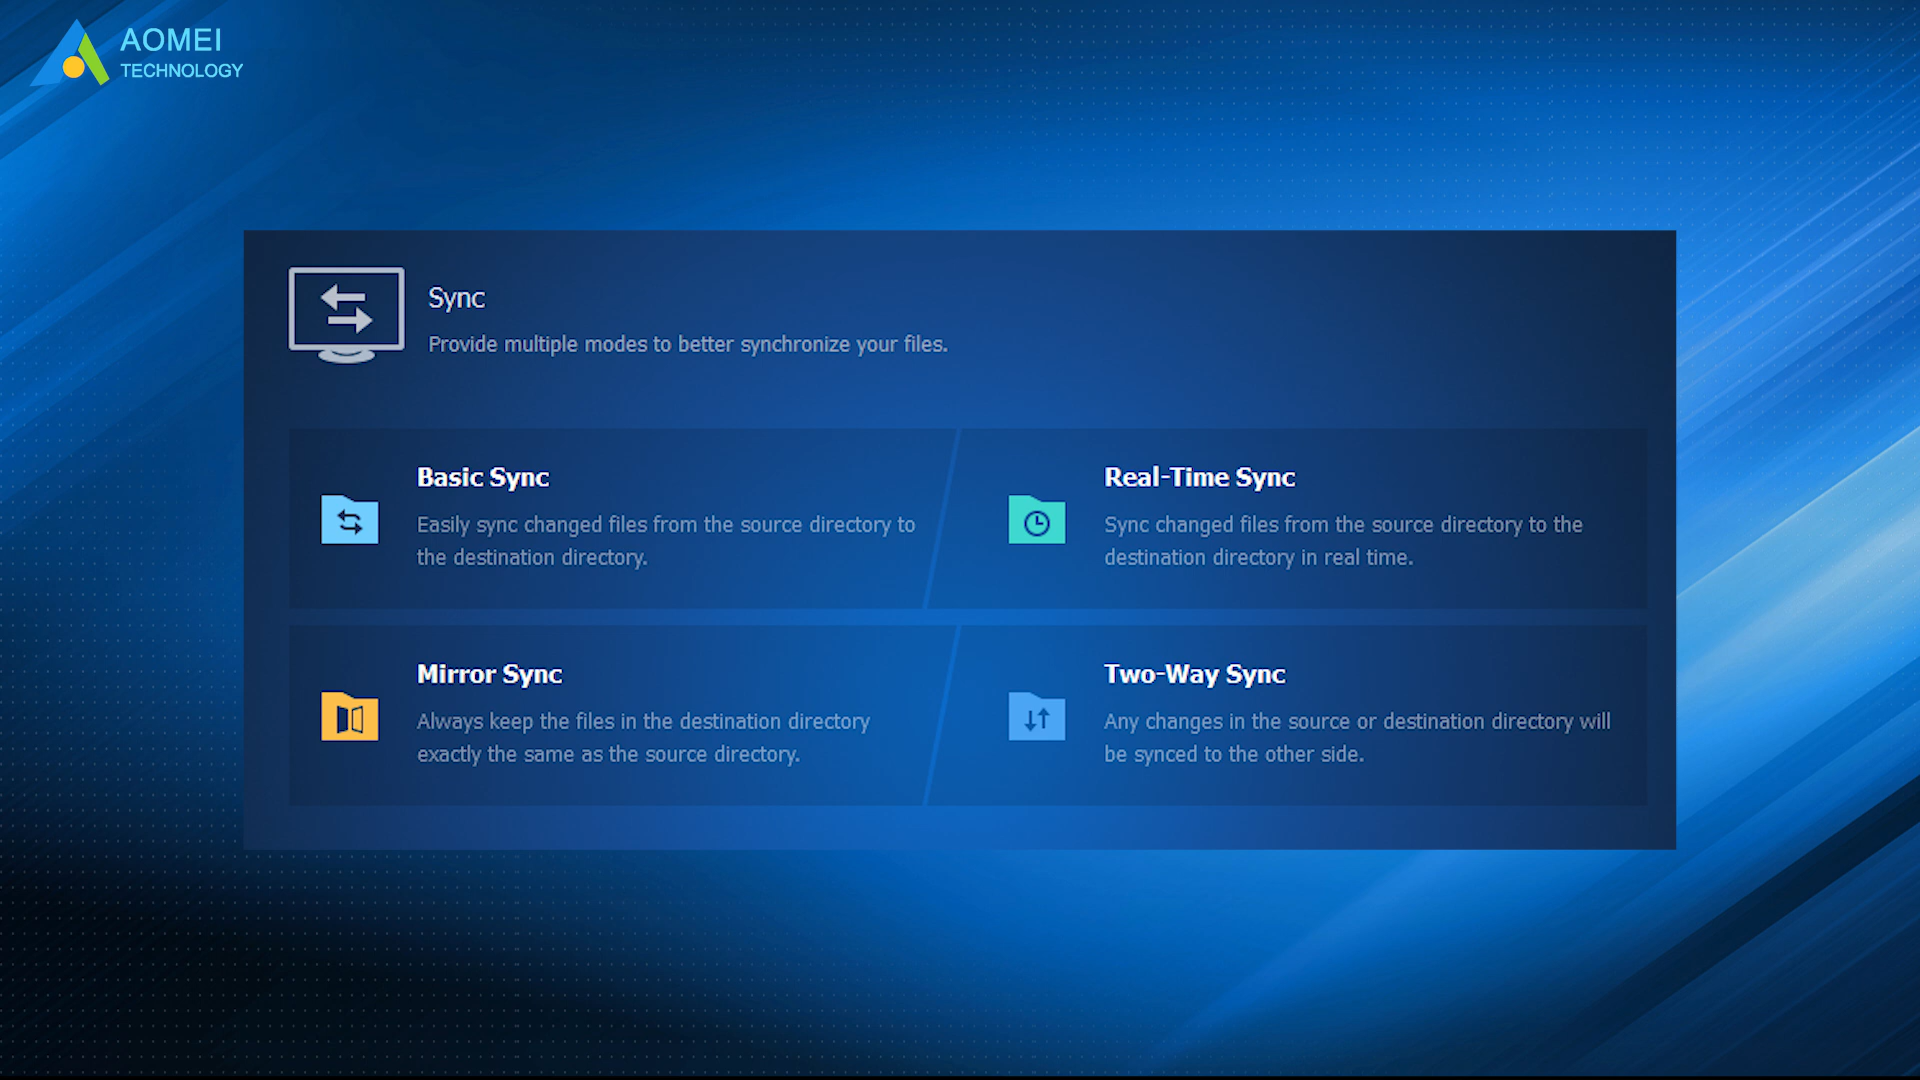 AOMEI
TECHNOLOGY
Sync
Provide multiple modes to better synchronize your files.
Basic Sync
Easily sync changed files from the source directory to
the destination directory.
Real-Time Sync
Sync changed files from the source directory to the
destination directory in real time.
Mirror Sync
Always keep the files in the destination directory
exactly the same as the source directory.
Two-Way Sync
Any changes in the source or destination directory will
be synced to the other side.